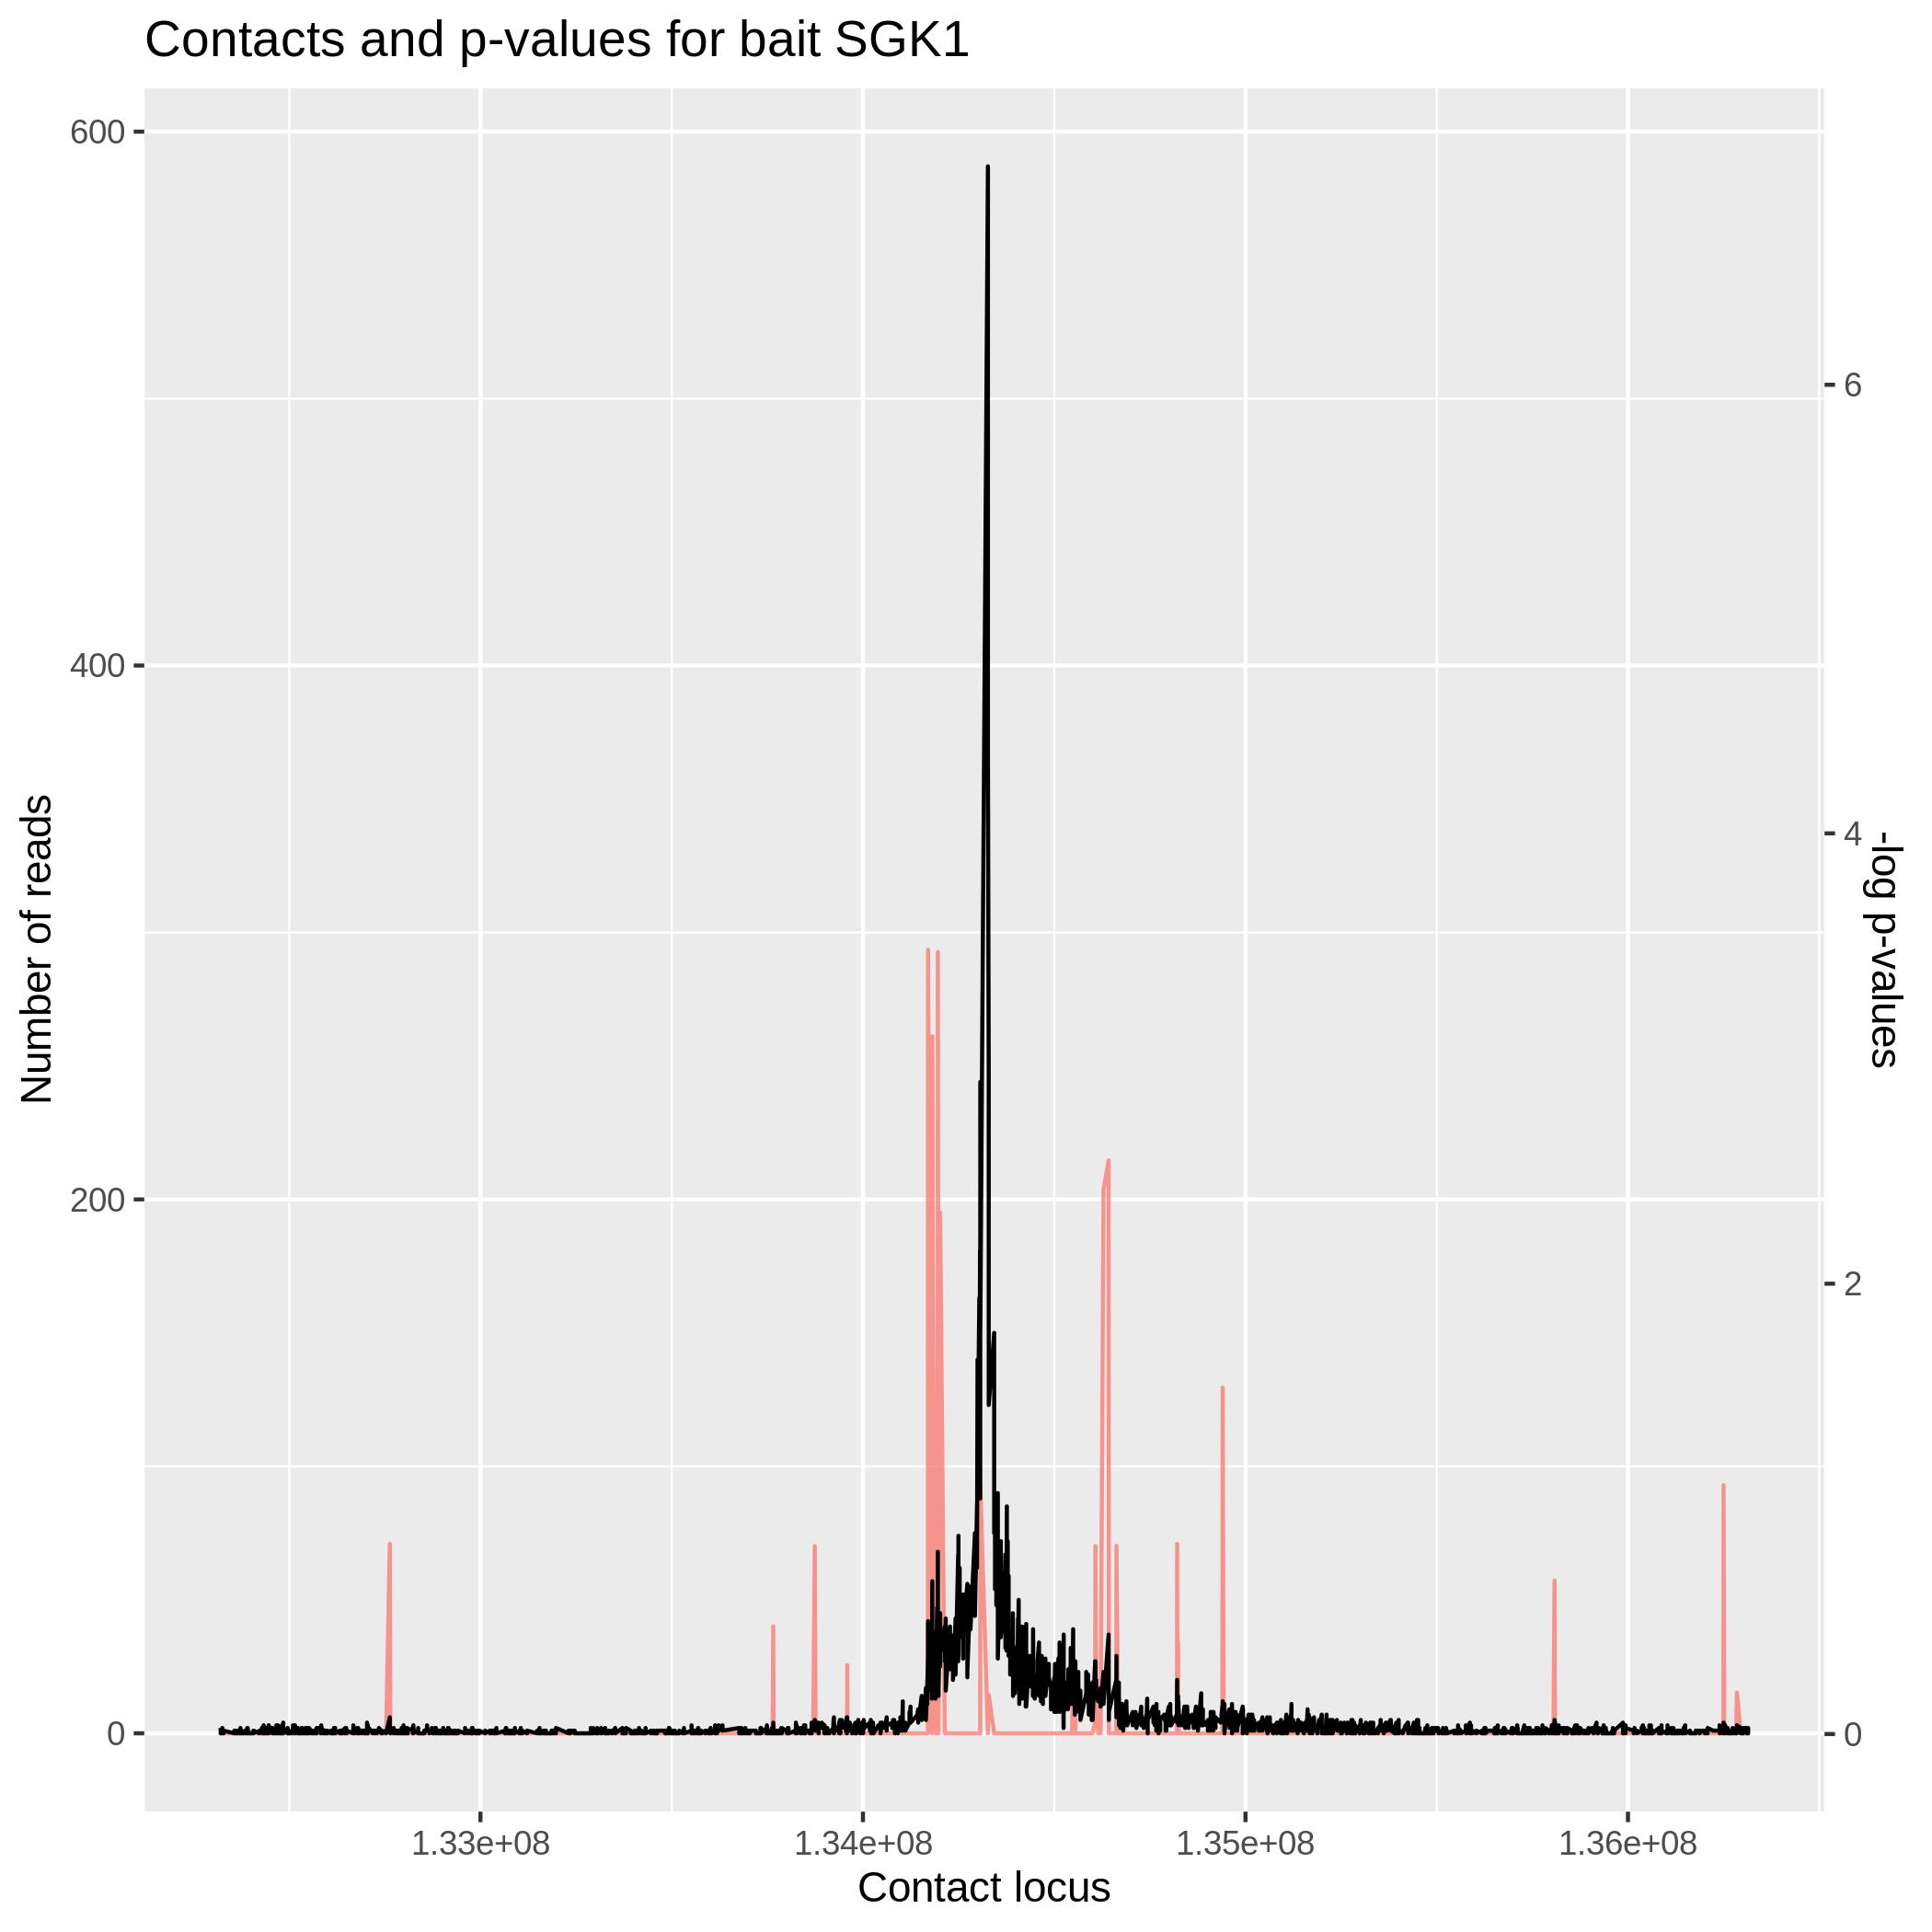 Contacts and p-values for bait SGK1
600
400
200
0
Number of reads
6
4
2
0
-log p-values
1.33e+08
1.34e+08
1.35e+08
1.36e+08
Contact locus